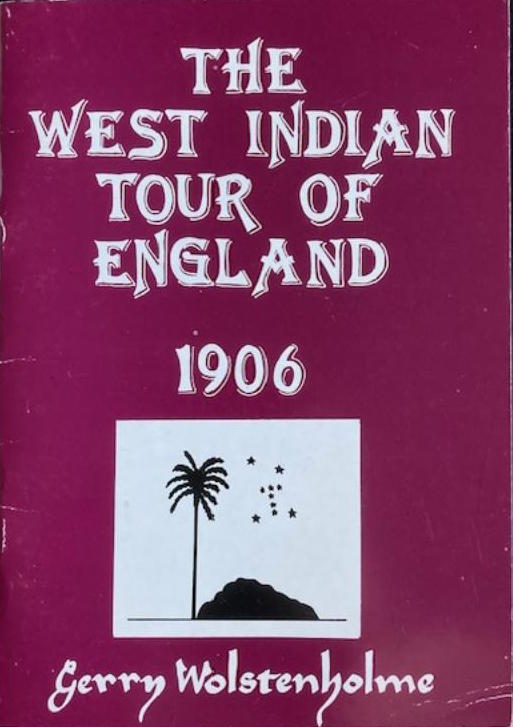 THE
WEST INDIAN
TOUR OF
ENGLAND
1906
Gerry Wolstenholme